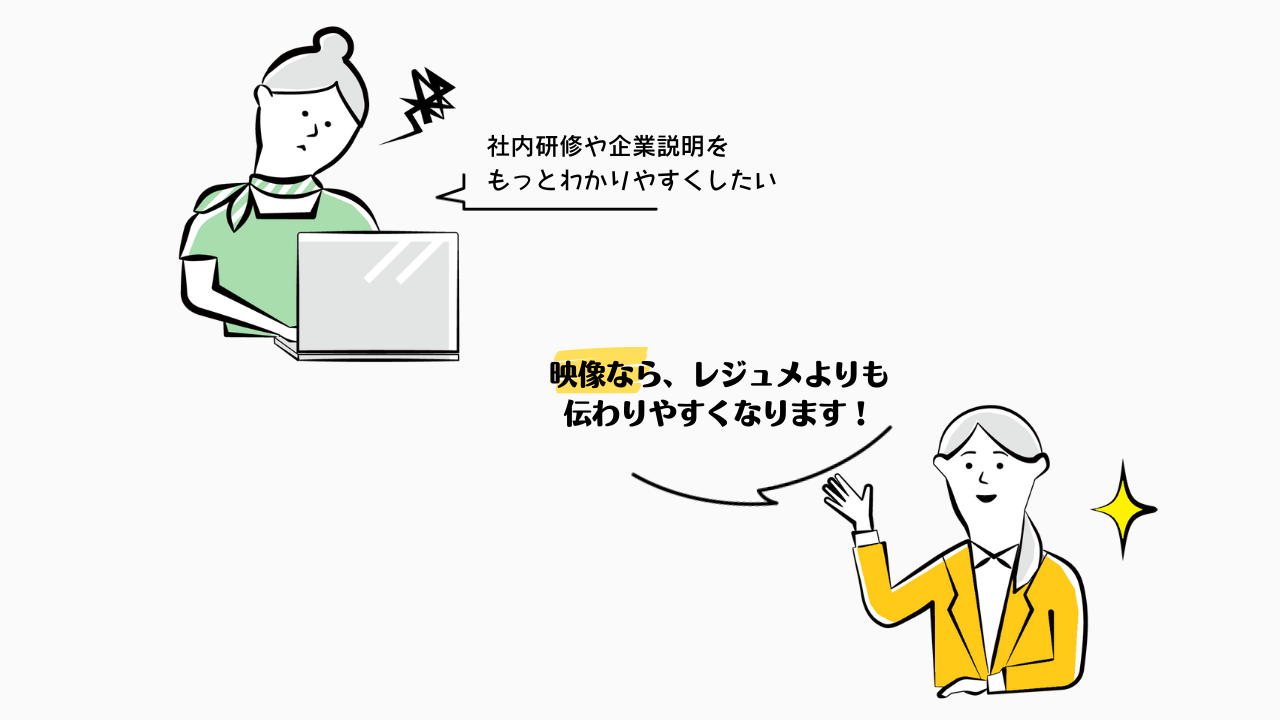 社内研修や企業説明を
もっとわかりやすくしたい
映像なら、レジュメよりも
伝わりやすくなります！